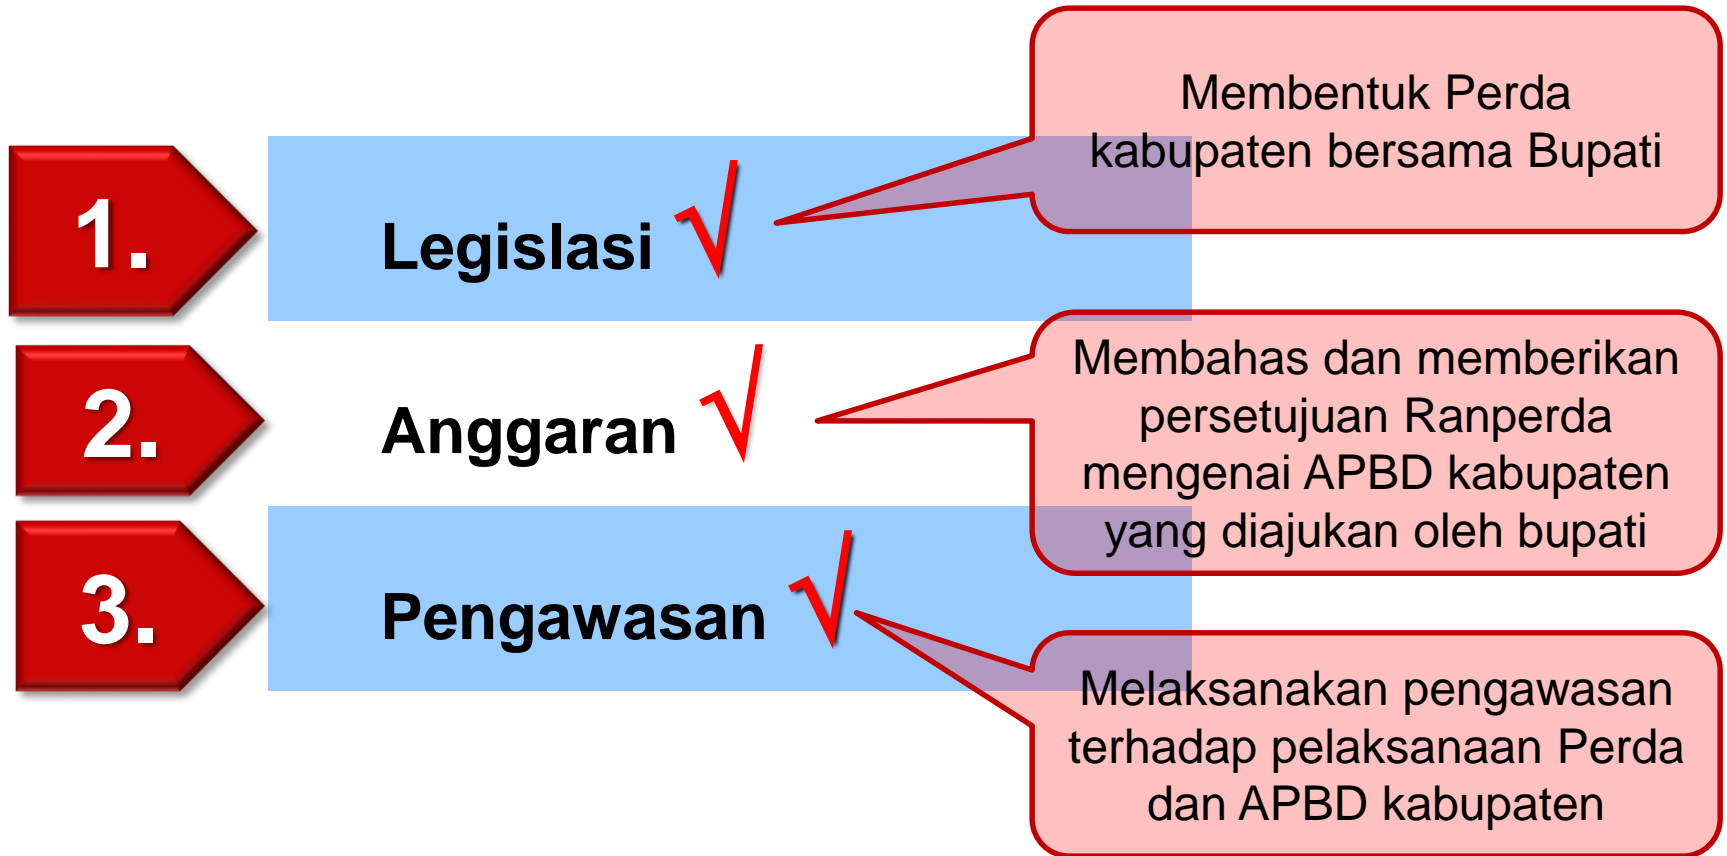 1.
Legislasi √
Membentuk Perda
kabupaten bersama Bupati
2.
Anggaran √
Membahas dan memberikan
persetujuan Ranperda
mengenai APBD kabupaten
yang diajukan oleh bupati
3.
Pengawasan √
Melaksanakan pengawasan
terhadap pelaksanaan Perda
dan APBD kabupaten